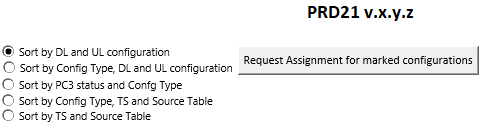 PRD21 v.x.y.z
Sort by DL and UL configuration
Sort by Config Type, DL and UL configuration
Request Assignment for marked configurations
Sort by PC3 status and Confg Type
Sort by Config Type, TS and Source Table
Sort by TS and Source Table